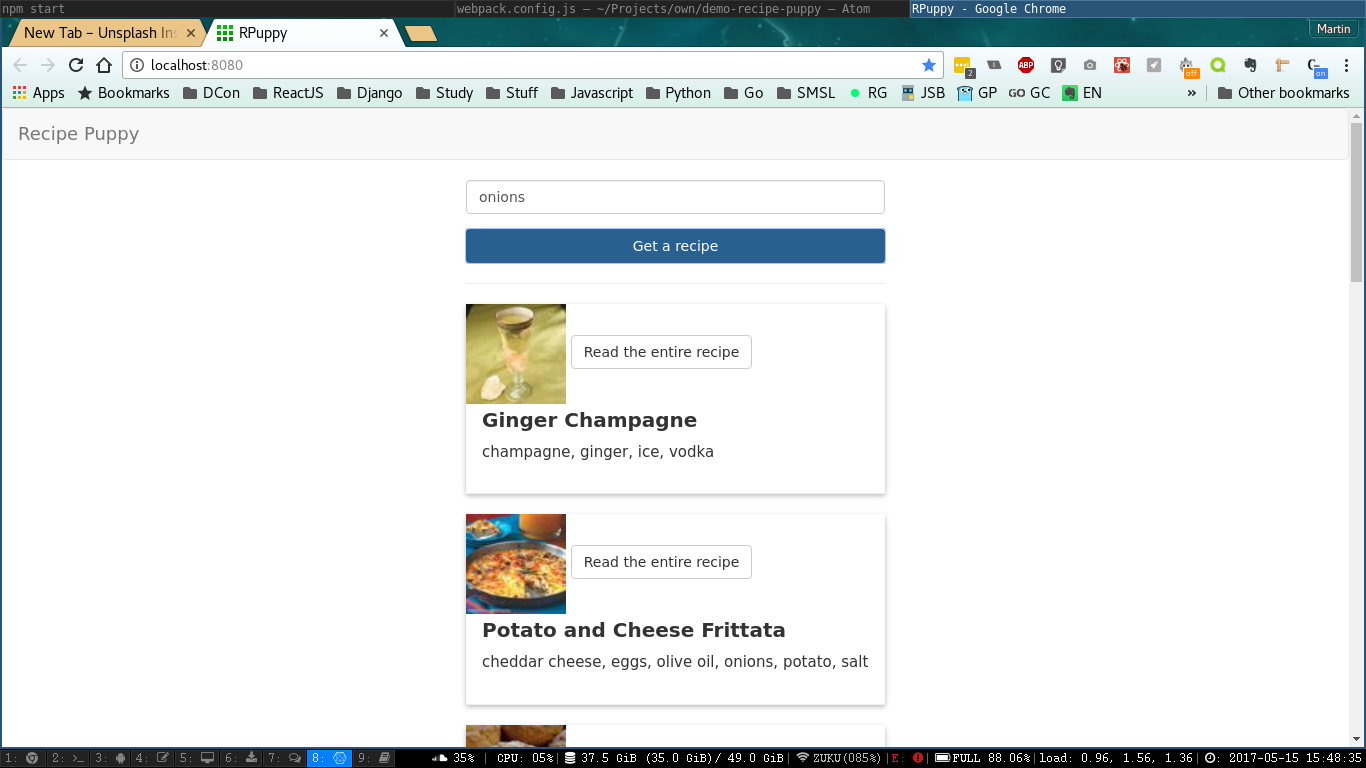 npm start webpack.config.js — ~/Projects/own/demo-recipe-puppy — Atom RPuppy - Google Chrome
New Tab – Unsplash Ins RPuppy Martin
localhost:8080 2 ABP off on
Apps Bookmarks DCon ReactJS Django Study Stuff Javascript Python Go SMSL RG JSB GP GO GC EN » Other bookmarks
Recipe Puppy
onions
Get a recipe
Read the entire recipe
Ginger Champagne
champagne, ginger, ice, vodka
Read the entire recipe
Potato and Cheese Frittata
cheddar cheese, eggs, olive oil, onions, potato, salt
1: 2: 3: 4: 5: 6: 7: 8: 9: 35% | CPU: 05%| 37.5 GiB (35.0 GiB)/ 49.0 GiB| ZUKU(085%)|E: |FULL 88.06%|load: 0.96, 1.56, 1.36| : 2017-05-15 15:48:35